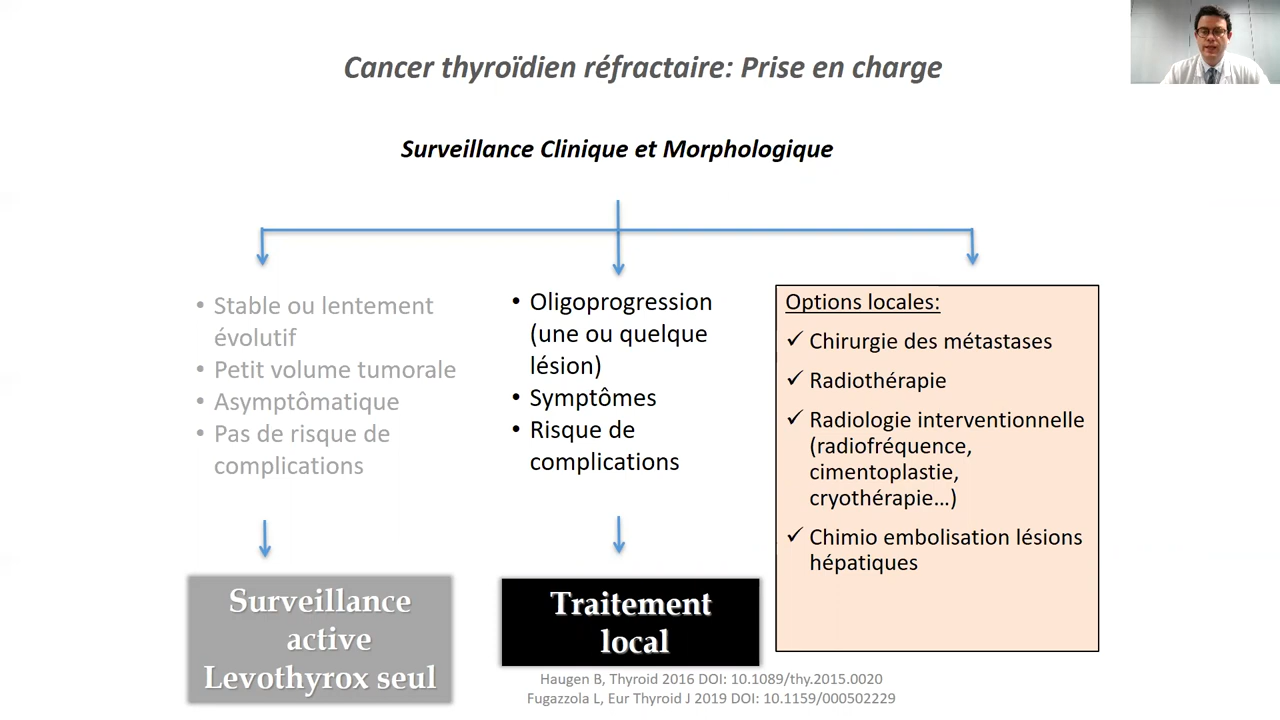 Cancer thyroïdien réfractaire: Prise en charge
Surveillance Clinique et Morphologique
• Stable ou lentement
évolutif
• Petit volume tumorale
• Asymptômatique
• Pas de risque de
complications
Surveillance
active
Levothyrox seul
• Oligoprogression
(une ou quelque
lésion)
• Symptômes
• Risque de
complications
Traitement
local
Options locales:
✓ Chirurgie des métastases
✓ Radiothérapie
✓ Radiologie interventionnelle
(radiofréquence,
cimentoplastie,
cryothérapie…)
✓ Chimio embolisation lésions
hépatiques
Haugen B, Thyroid 2016 DOI: 10.1089/thy.2015.0020
Fugazzola L, Eur Thyroid J 2019 DOI: 10.1159/000502229